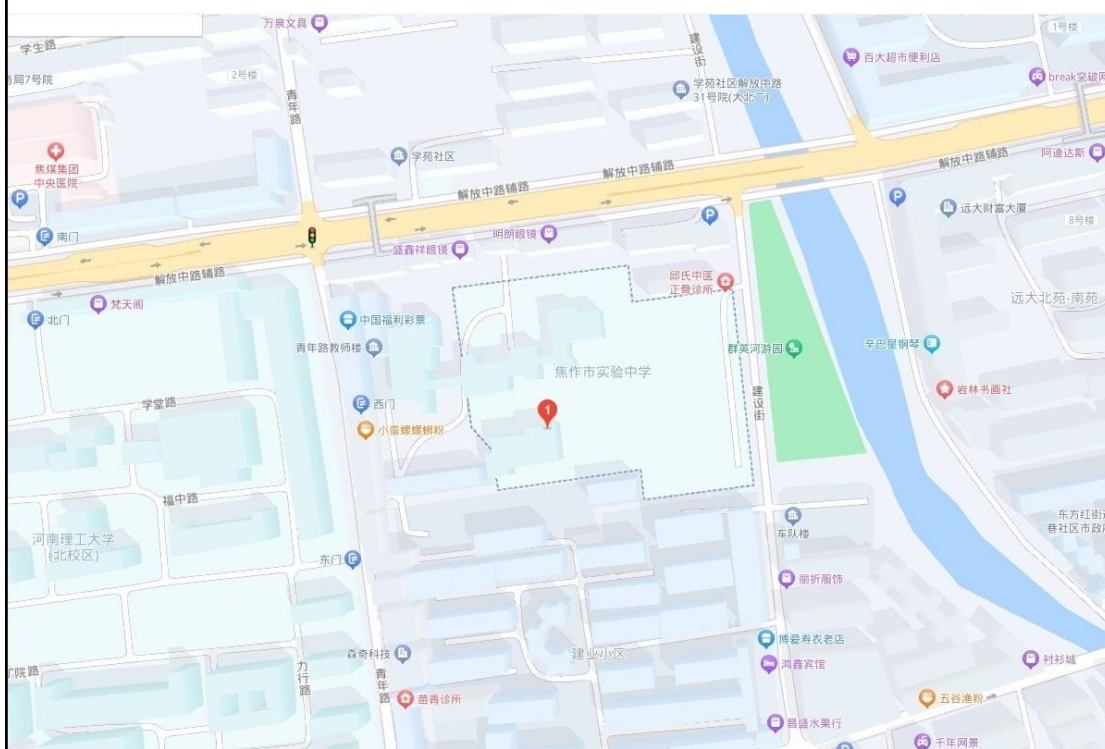 万泉文具
1号楼
学生路
建设街
百大超市便利店
2号楼
局7号院
break突破网
学苑社区解放中路
31号院(大北二)
青年路
焦煤集团
中央医院
学苑社区
解放中路辅路
阿迪达斯
解放中路辅路
解放中路辅路
P
P
P
远大财富大厦
8号楼
南门
明朗眼镜
盛鑫祥眼镜
解放中路辅路
邱氏中医
正骨诊所
远大北苑-南苑
梵天阁
北门
中国福利彩票
青年路教师楼
群英河游园
辛巴星钢琴
焦作市实验中学
岩林书画社
建设街
学堂路
西门
1
小蛮螺螺蛳粉
福中路
河南理工大学
(北校区)
车队楼
东方红街
巷社区市政府
东门
丽折服饰
博爱寿衣老店
森奇科技
建业小区
鸿鑫宾馆
衬衫城
矿院路
力行路
青年路
苗青诊所
五谷渔粉
昌盛水果行
千年网景
P